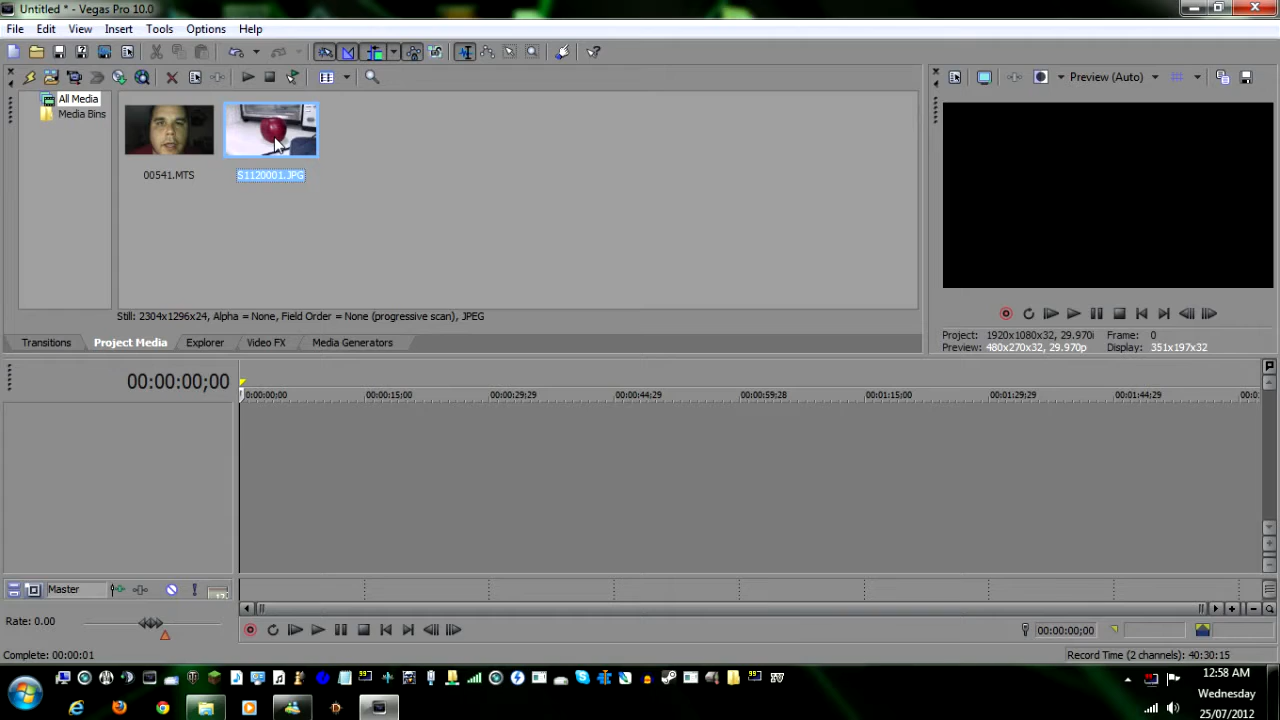 Untitled * - Vegas Pro 10.0
File Edit View Insert Tools Options Help
Preview (Auto)
All Media
Media Bins
00541.MTS
S1120001.JPG
Still: 2304x1296x24, Alpha = None, Field Order = None (progressive scan), JPEG
Transitions Project Media Explorer Video FX Media Generators
Project: 1920x1080x32, 29.970i Frame: 0
Preview: 480x270x32, 29.970p Display: 351x197x32
00:00:00;00
0:00:00;00 00:00:15;00 00:00:29;29 00:00:44;29 00:00:59;28 00:01:15;00 00:01:29;29 00:01:44;29 00:0
Master
Rate: 0.00
00:00:00;00
Complete: 00:00:01
Record Time (2 channels): 40:30:15
12:58 AM
Wednesday
25/07/2012